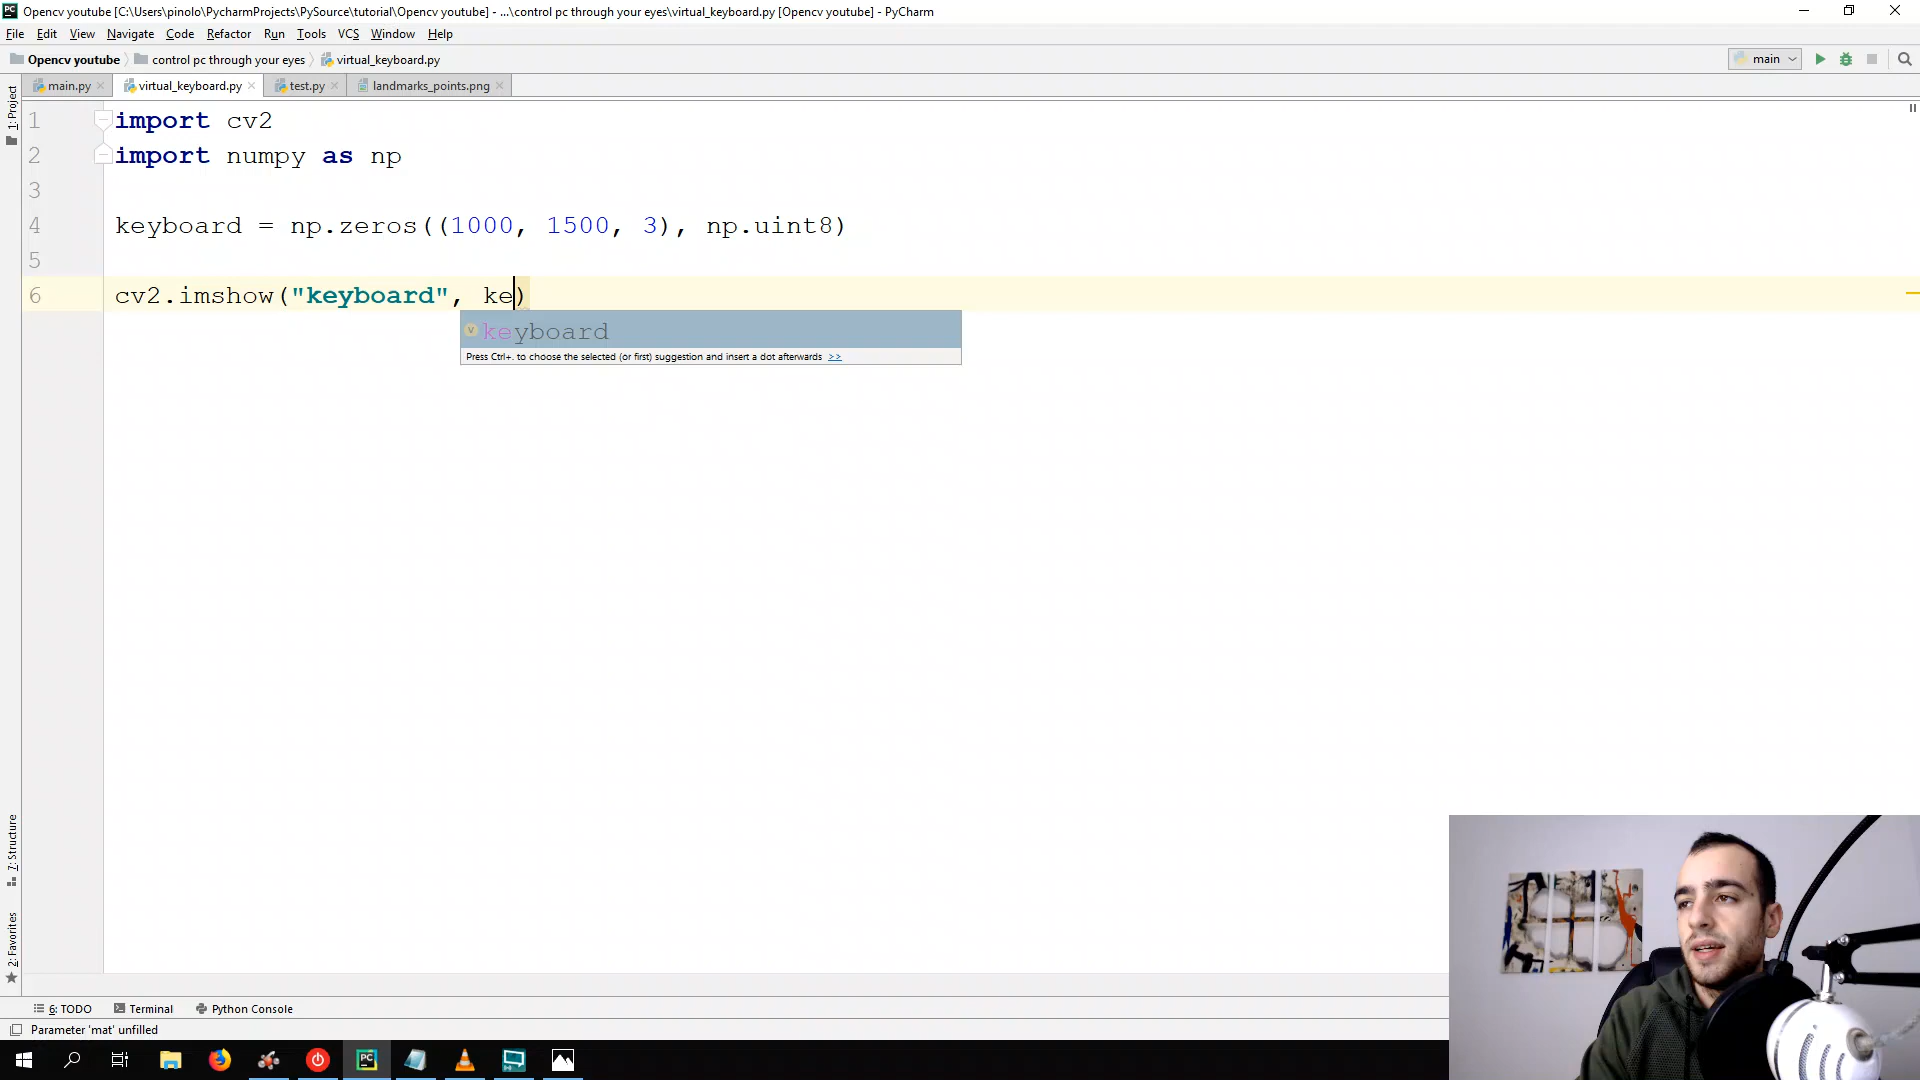 PC Opencv youtube [C:\Users\pinolo\PycharmProjects\PySource\tutorial\Opencv youtube] - ...\control pc through your eyes\virtual_keyboard.py [Opencv youtube] - PyCharm
File Edit View Navigate Code Refactor Run Tools VCS Window Help
Opencv youtube control pc through your eyes virtual_keyboard.py main
main.py virtual_keyboard.py test.py landmarks_points.png
1: Project
1 import cv2
2 import numpy as np
3
4 keyboard = np.zeros((1000, 1500, 3), np.uint8)
5
6 cv2.imshow("keyboard", ke)
v keyboard
Press Ctrl+. to choose the selected (or first) suggestion and insert a dot afterwards >>
7: Structure
2: Favorites
6: TODO Terminal Python Console
Parameter 'mat' unfilled
PC